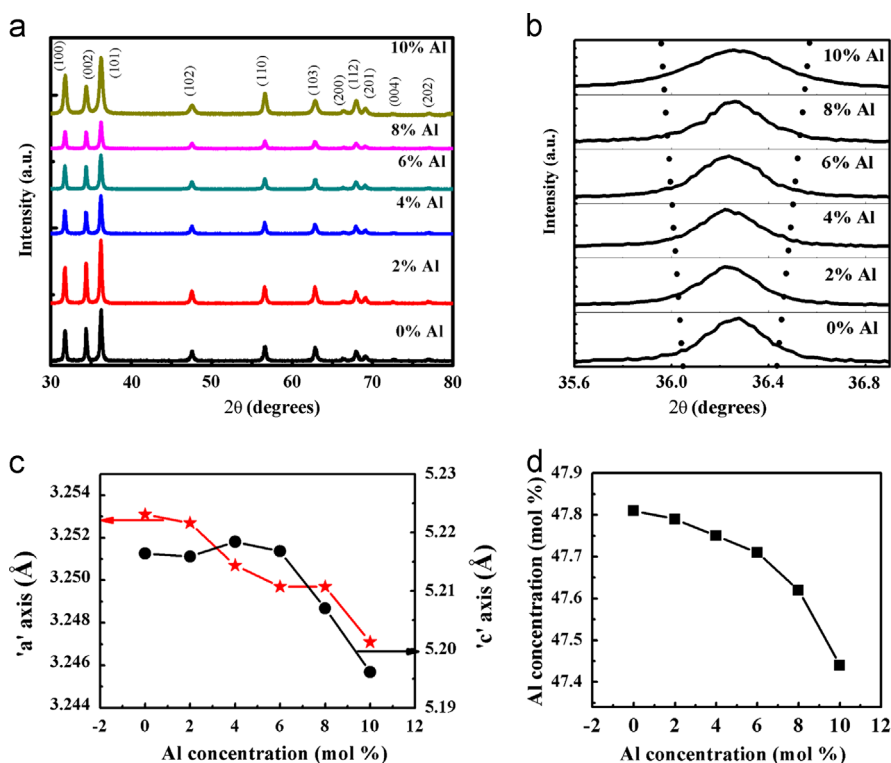 a
(100)
(002)
(101)
(102)
(110)
(103)
(200)
(112)
(201)
(004)
(202)
10% Al
8% Al
6% Al
4% Al
2% Al
0% Al
Intensity (a.u.)
30 40 50 60 70 80
2θ (degrees)
b
10% Al
8% Al
6% Al
4% Al
2% Al
0% Al
Intensity (a.u.)
35.6 36.0 36.4 36.8
2θ (degrees)
c
3.254
3.252
3.250
3.248
3.246
3.244
'a' axis (Å)
5.23
5.22
5.21
5.20
5.19
'c' axis (Å)
-2 0 2 4 6 8 10 12
Al concentration (mol %)
d
47.9
47.8
47.7
47.6
47.5
47.4
Al concentration (mol %)
-2 0 2 4 6 8 10 12
Al concentration (mol %)